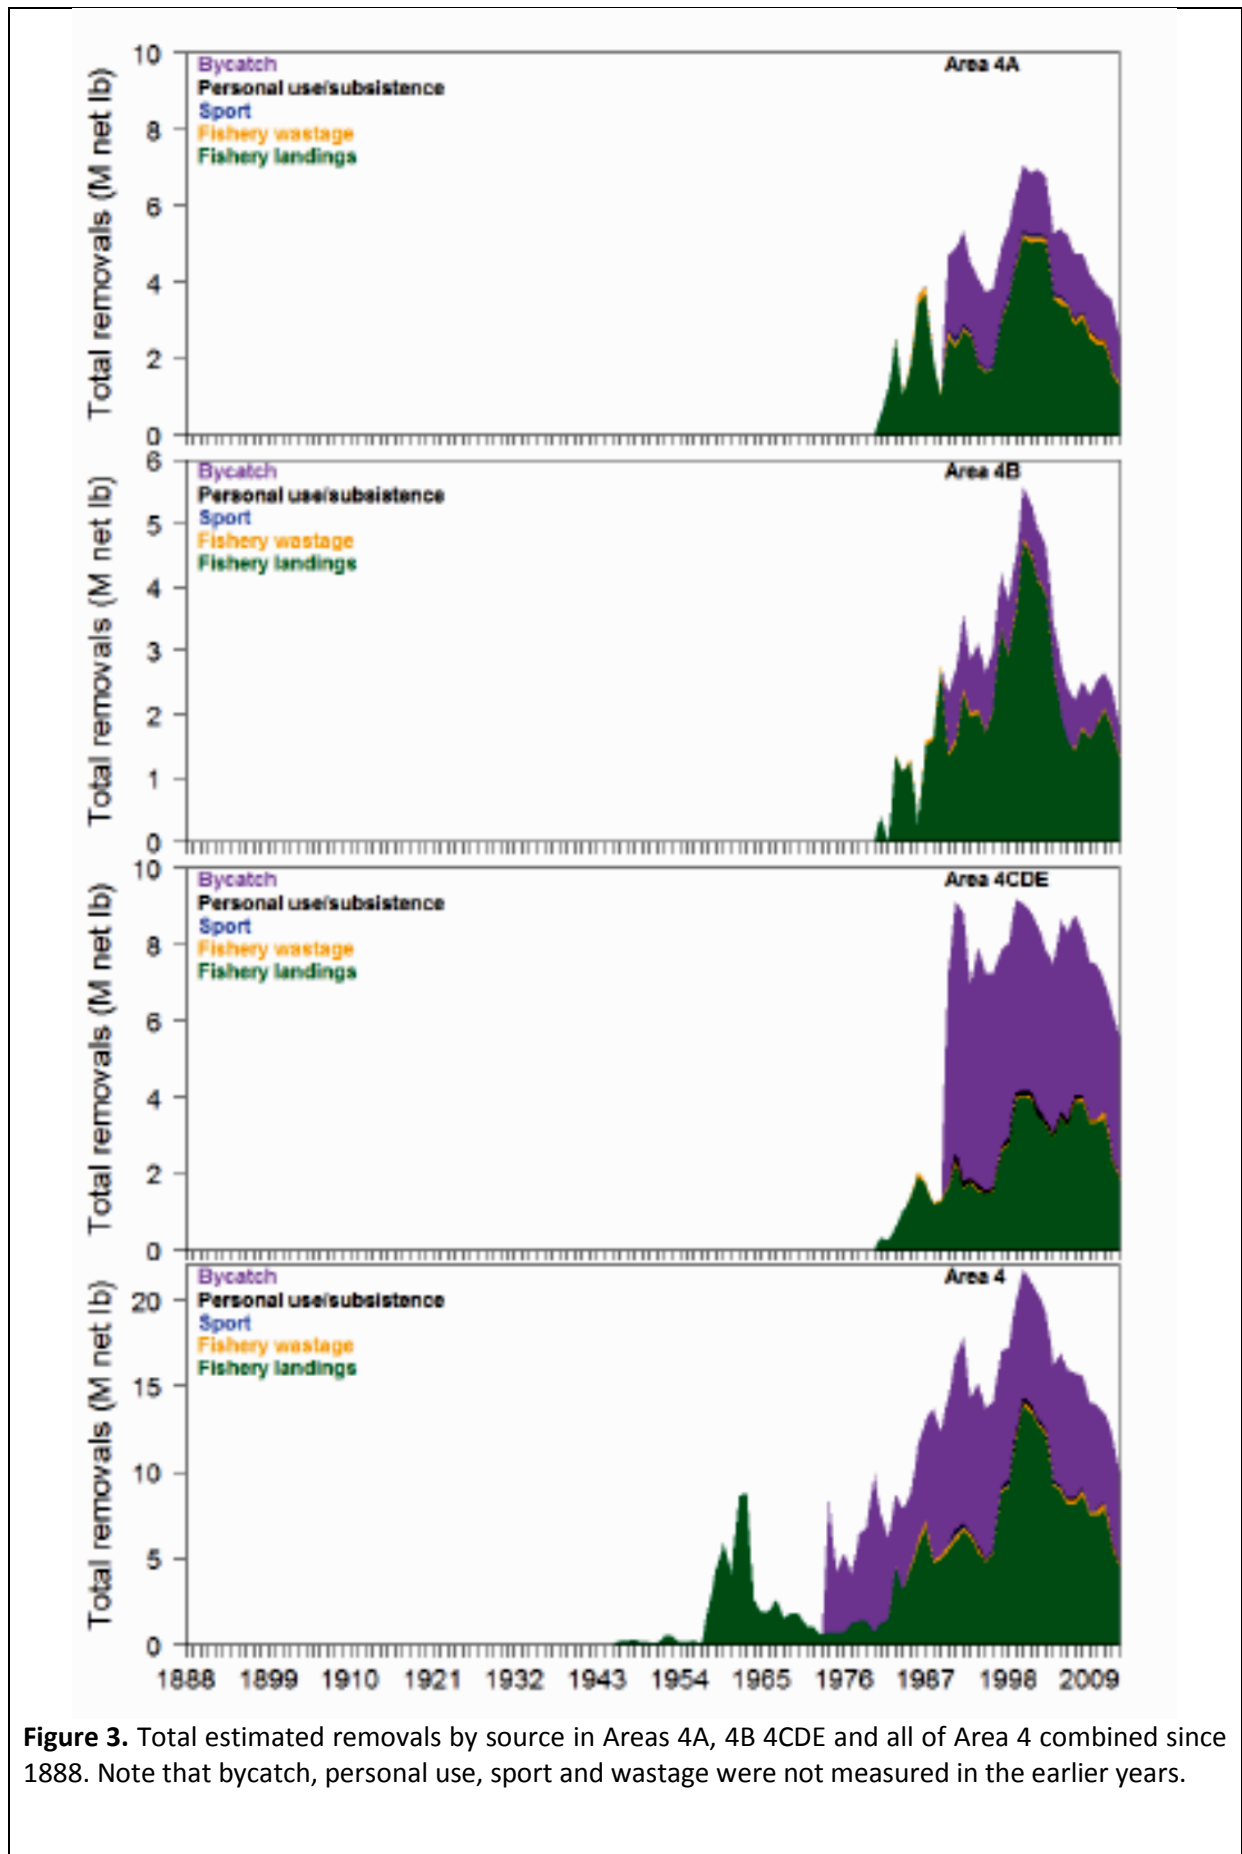 Total removals (M net lb)
10
8
6
4
2
0
Bycatch
Personal use/subsistence
Sport
Fishery wastage
Fishery landings
Area 4A
Total removals (M net lb)
6
5
4
3
2
1
0
Bycatch
Personal use/subsistence
Sport
Fishery wastage
Fishery landings
Area 4B
Total removals (M net lb)
10
8
6
4
2
0
Bycatch
Personal use/subsistence
Sport
Fishery wastage
Fishery landings
Area 4CDE
Total removals (M net lb)
20
15
10
5
0
Bycatch
Personal use/subsistence
Sport
Fishery wastage
Fishery landings
Area 4
1888 1899 1910 1921 1932 1943 1954 1965 1976 1987 1998 2009
Figure 3. Total estimated removals by source in Areas 4A, 4B 4CDE and all of Area 4 combined since
1888. Note that bycatch, personal use, sport and wastage were not measured in the earlier years.